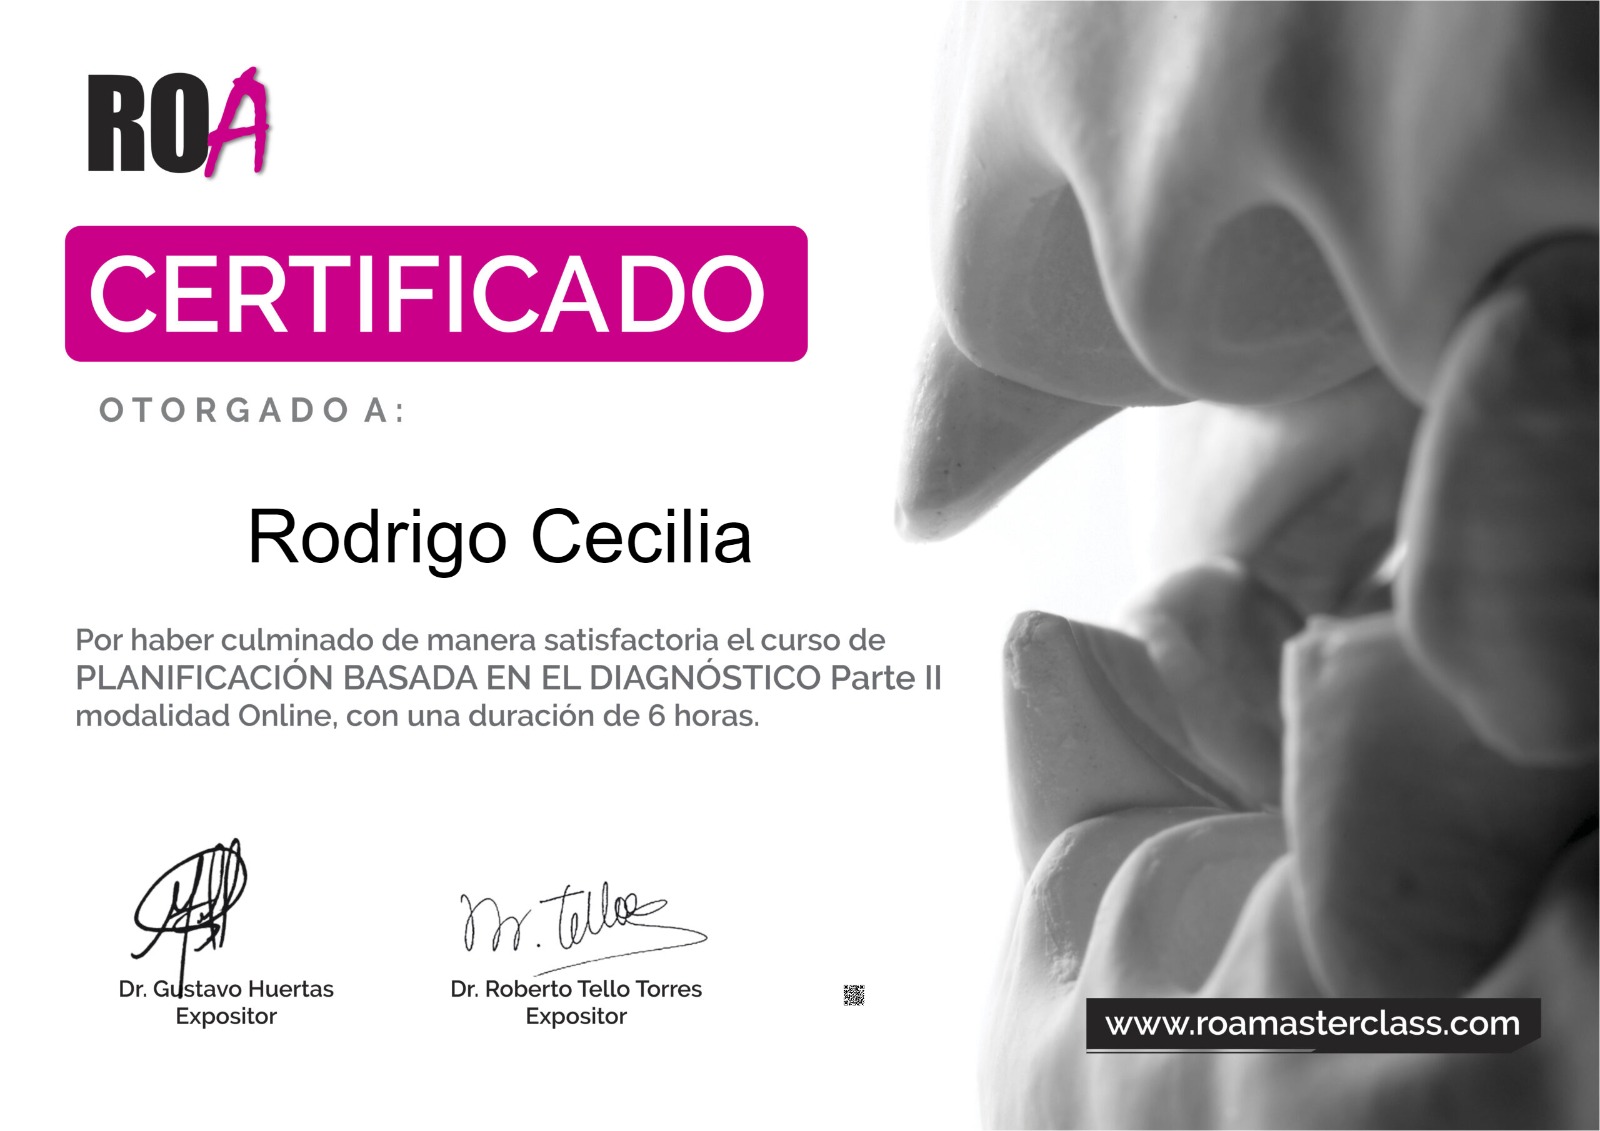 ROA
CERTIFICADO
OTORGADO A:
Rodrigo Cecilia
Por haber culminado de manera satisfactoria el curso de
PLANIFICACIÓN BASADA EN EL DIAGNÓSTICO Parte II
modalidad Online, con una duración de 6 horas.
Dr. Tello
Dr. Gustavo Huertas
Expositor
Dr. Roberto Tello Torres
Expositor
www.roamasterclass.com